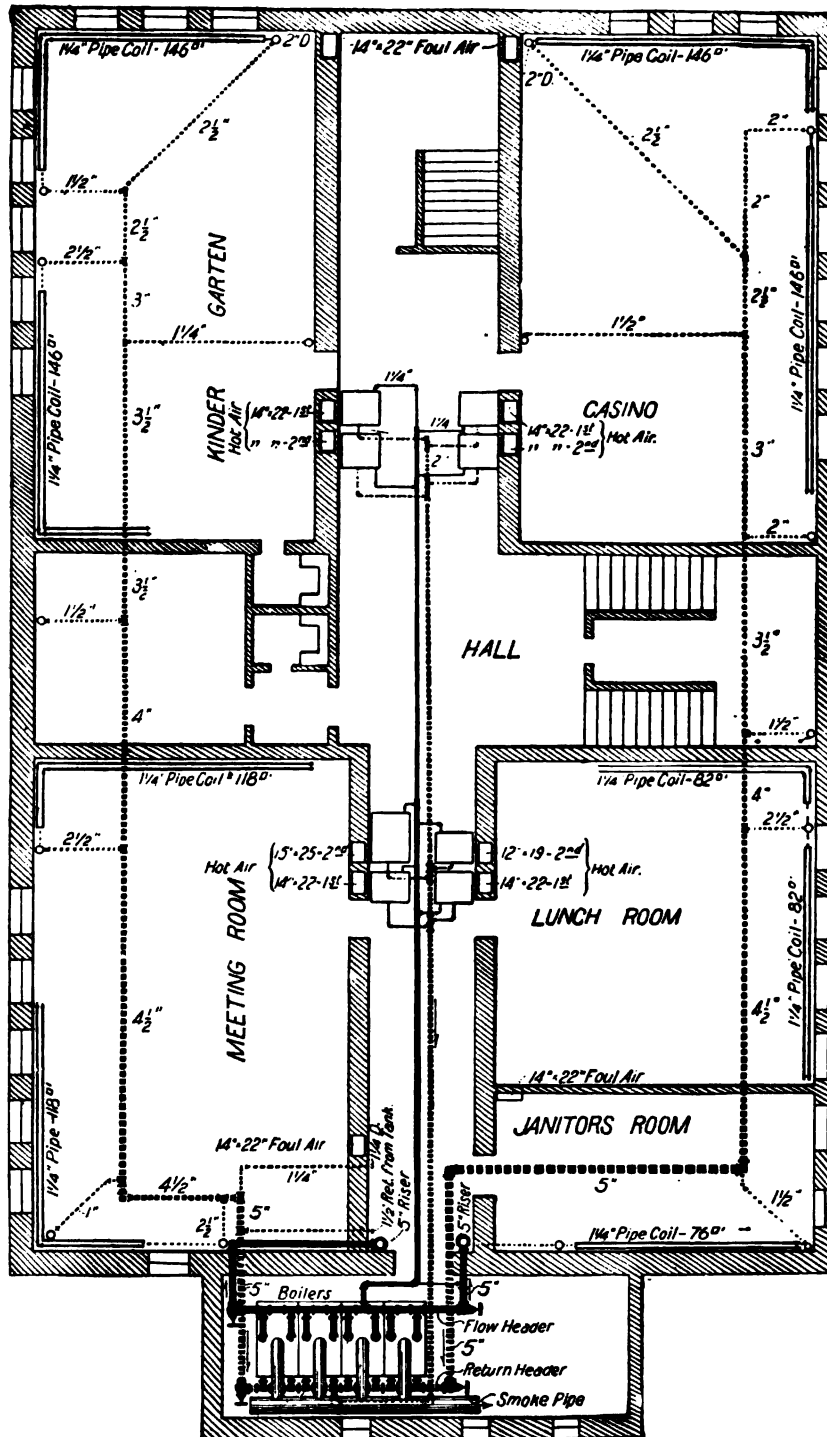 1¼" Pipe Coil-146□'
2"D.
14"×22" Foul Air
1¼" Pipe Coil-146□'
2"D.
2½"
2½"
2"
1½"
2½"
2"
2½"
3"
GARTEN
2½"
1¼" Pipe Coil-146□'
1¼"
1½"
1¼" Pipe Coil-146□'
3½"
KINDER
Hot Air
14"×22-1st
" "-2nd
1¼"
1¼
2"
CASINO
14"×22-1st
" "-2nd
Hot Air.
3"
2"
3½"
1½"
HALL
3½"
4"
1½"
1¼" Pipe Coil 118□'
1¼ Pipe Coil-82□'
4"
2½"
2½"
Hot Air
15"×25-2nd
14"×22-1st
12"×19-2nd
14"×22-1st
Hot Air.
MEETING ROOM
LUNCH ROOM
1¼" Pipe Coil-82□'
4½"
4½"
14"×22" Foul Air
JANITORS ROOM
1¼" Pipe-118□'
14"×22" Foul Air
1¼"
1¼"D.
1½ Ret. From Tank.
5" Riser
5" Riser
4½"
5"
5"
1"
2½"
1½"
1¼" Pipe Coil-76□'
5"
Boilers
5"
Flow Header
5"
Return Header
Smoke Pipe